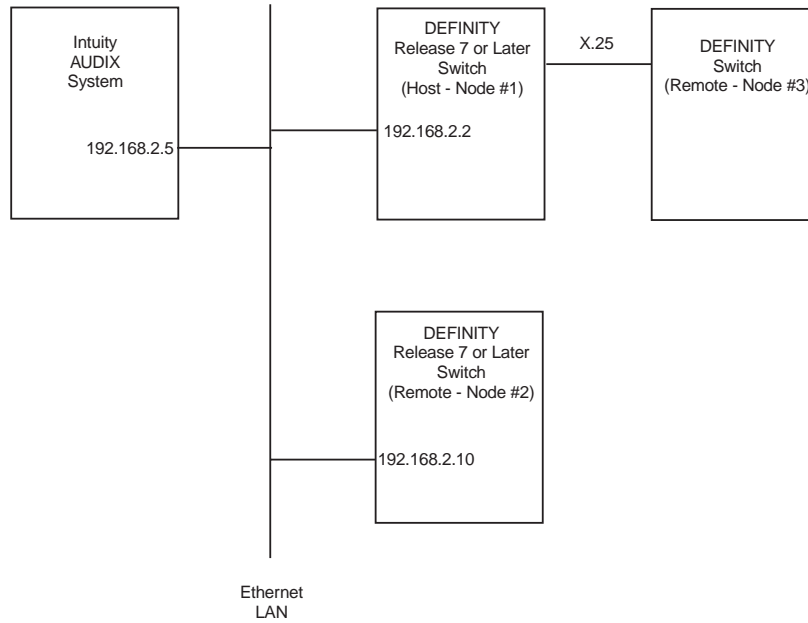 Intuity
AUDIX
System
192.168.2.5
DEFINITY
Release 7 or Later
Switch
(Host - Node #1)
192.168.2.2
X.25
DEFINITY
Switch
(Remote - Node #3)
DEFINITY
Release 7 or Later
Switch
(Remote - Node #2)
192.168.2.10
Ethernet
LAN